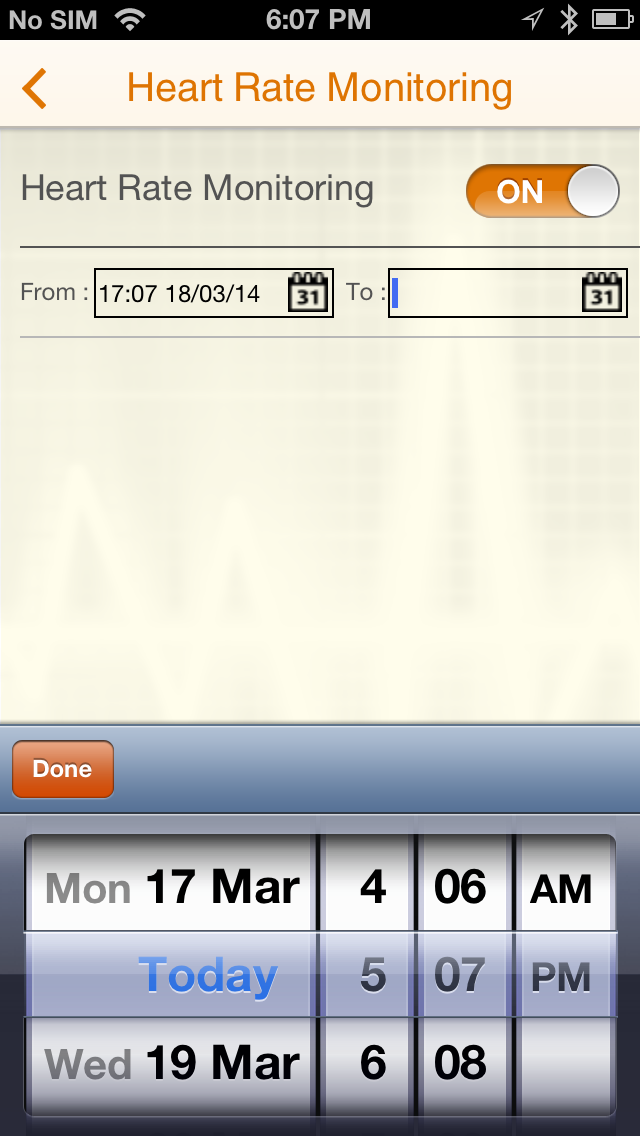 No SIM 6:07 PM
Heart Rate Monitoring
Heart Rate Monitoring ON
From : 17:07 18/03/14 31 To : 31
Done
Mon 17 Mar 4 06 AM
Today 5 07 PM
Wed 19 Mar 6 08